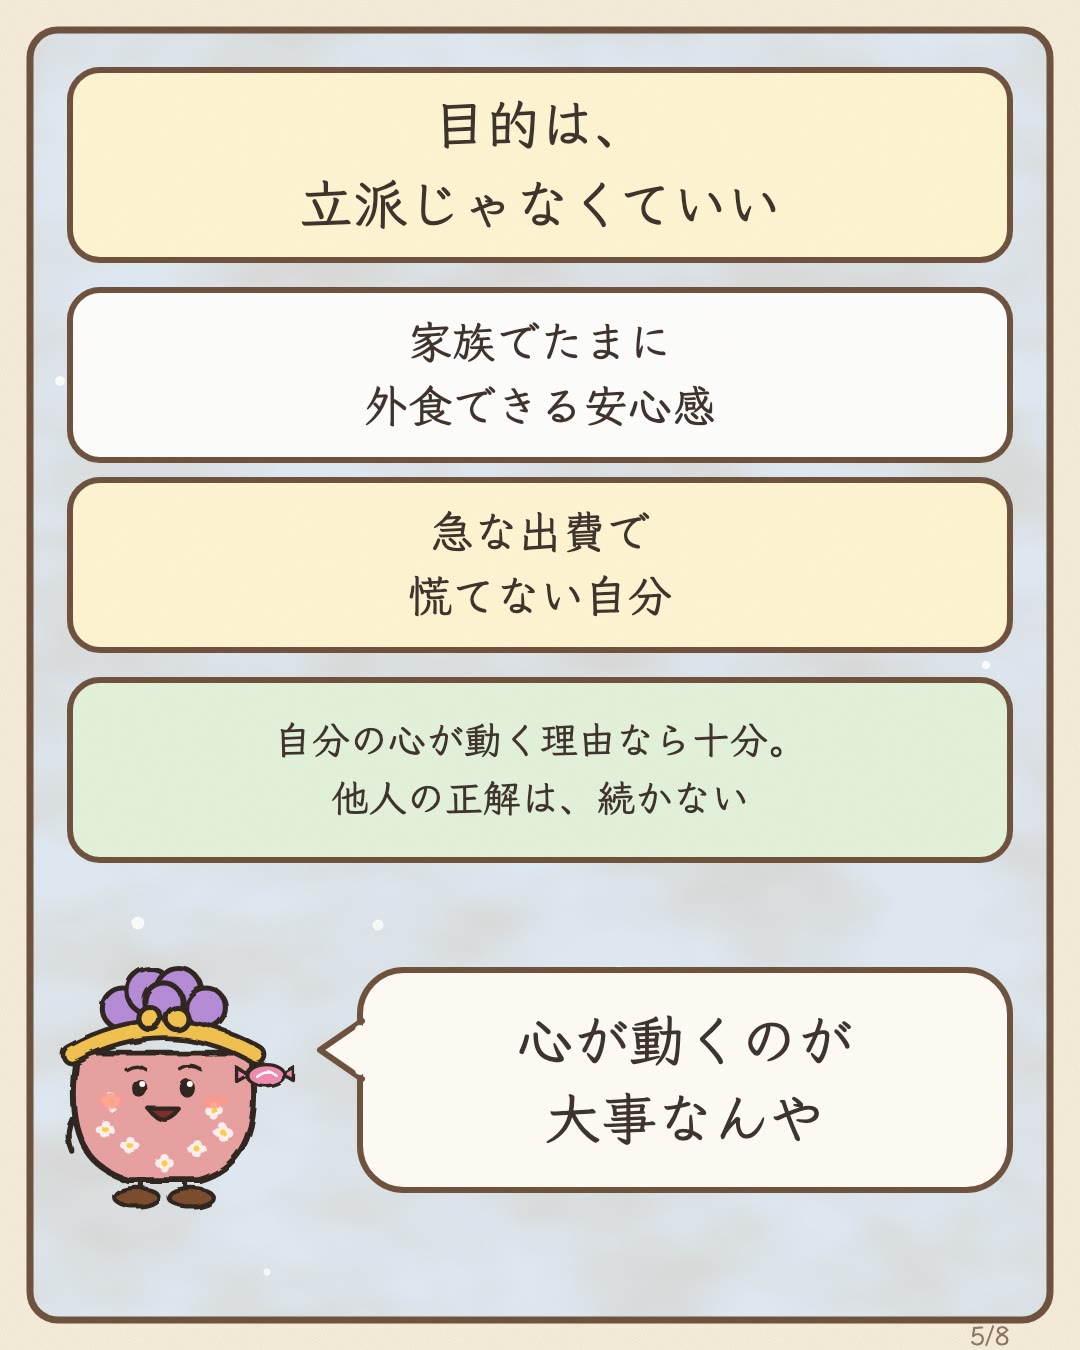 目的は、
立派じゃなくていい
家族でたまに
外食できる安心感
急な出費で
慌てない自分
自分の心が動く理由なら十分。
他人の正解は、続かない
心が動くのが
大事なんや
5/8